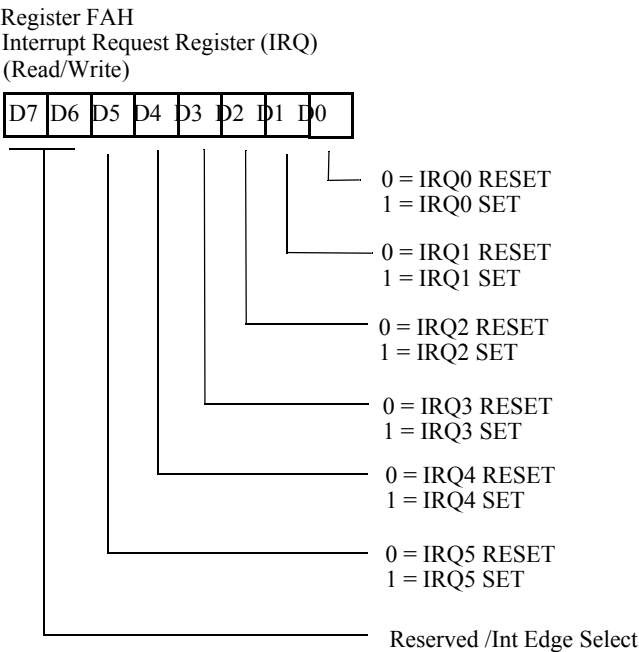 Register FAH
Interrupt Request Register (IRQ)
(Read/Write)
D7 D6 D5 D4 D3 D2 D1 D0
0 = IRQ0 RESET
1 = IRQ0 SET
0 = IRQ1 RESET
1 = IRQ1 SET
0 = IRQ2 RESET
1 = IRQ2 SET
0 = IRQ3 RESET
1 = IRQ3 SET
0 = IRQ4 RESET
1 = IRQ4 SET
0 = IRQ5 RESET
1 = IRQ5 SET
Reserved /Int Edge Select